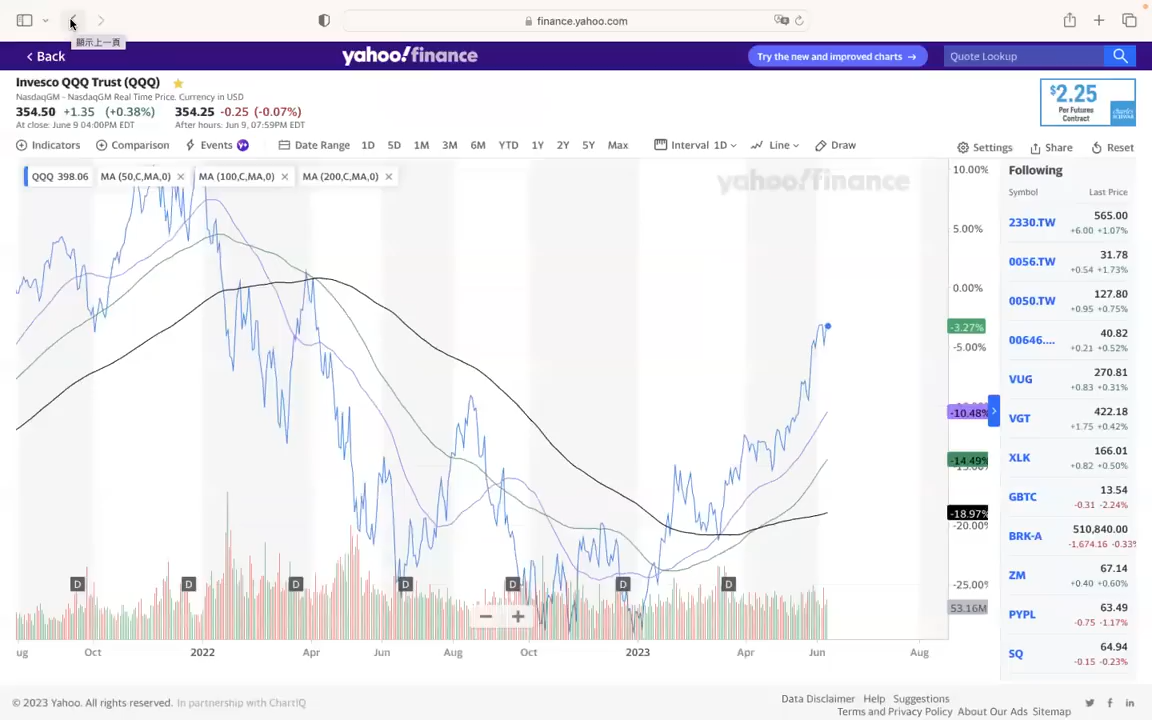 finance.yahoo.com
顯示上一頁
Back
yahoo!finance
Try the new and improved charts →
Quote Lookup
Invesco QQQ Trust (QQQ)
NasdaqGM - NasdaqGM Real Time Price. Currency in USD
354.50 +1.35 (+0.38%) 354.25 -0.25 (-0.07%)
At close: June 9 04:00PM EDT After hours: Jun 9, 07:59PM EDT
$2.25
Per Futures
Contract
charles
SCHWAB
Indicators Comparison Events Y+ Date Range 1D 5D 1M 3M 6M YTD 1Y 2Y 5Y Max Interval 1D Line Draw Settings Share Reset
QQQ 398.06 MA (50,C,MA,0) MA (100,C,MA,0) MA (200,C,MA,0)
yahoo!finance
10.00%
5.00%
0.00%
-3.27%
-5.00%
-10.48%
-14.49%
-18.97%
-20.00%
-25.00%
53.16M
D D D D D D D
ug Oct 2022 Apr Jun Aug Oct 2023 Apr Jun Aug
Following
Symbol Last Price
2330.TW 565.00
+6.00 +1.07%
0056.TW 31.78
+0.54 +1.73%
0050.TW 127.80
+0.95 +0.75%
00646.... 40.82
+0.21 +0.52%
VUG 270.81
+0.83 +0.31%
VGT 422.18
+1.75 +0.42%
XLK 166.01
+0.82 +0.50%
GBTC 13.54
-0.31 -2.24%
BRK-A 510,840.00
-1,674.16 -0.33%
ZM 67.14
+0.40 +0.60%
PYPL 63.49
-0.75 -1.17%
SQ 64.94
-0.15 -0.23%
© 2023 Yahoo. All rights reserved. In partnership with ChartIQ
Data Disclaimer Help Suggestions
Terms and Privacy Policy About Our Ads Sitemap